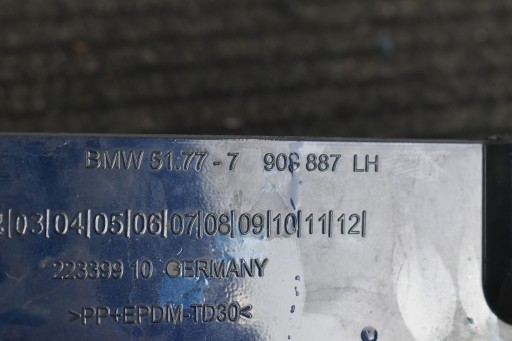 BMW 51.77 - 7 908 887 LH
|03|04|05|06|07|08|09|10|11|12|
223399 10 GERMANY
>PP+EPDM-TD30<